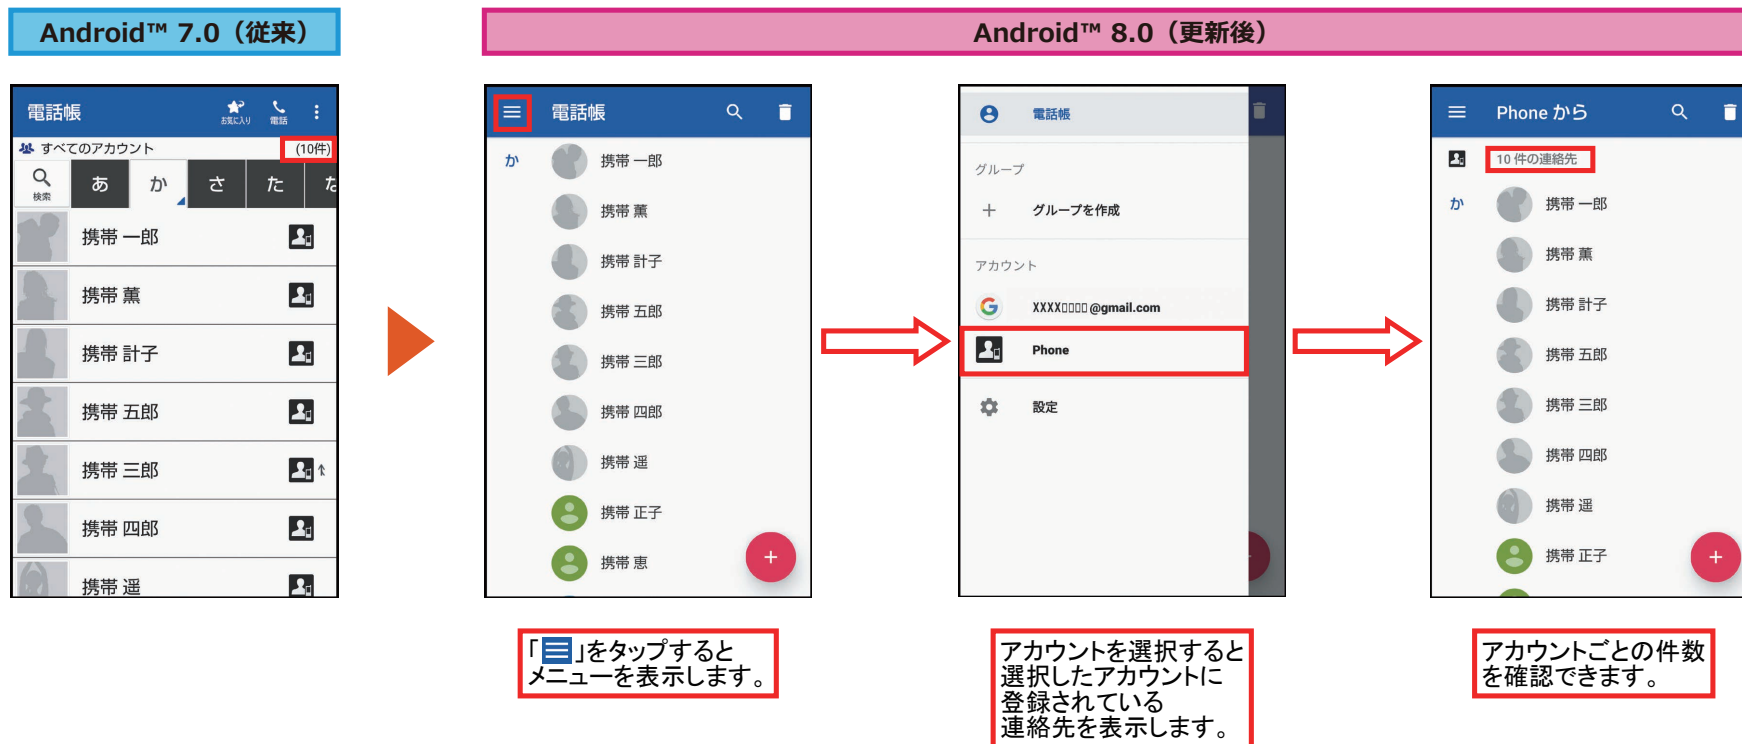 Android™ 7.0（従来）
Android™ 8.0（更新後）
電話帳
お気に入り
電話
すべてのアカウント
(10件)
検索
あ
か
さ
た
な
携帯 一郎
携帯 薫
携帯 計子
携帯 五郎
携帯 三郎
携帯 四郎
携帯 遥
電話帳
か
携帯 一郎
携帯 薫
携帯 計子
携帯 五郎
携帯 三郎
携帯 四郎
携帯 遥
携帯 正子
携帯 恵
+
「」をタップすると
メニューを表示します。
電話帳
グループ
+ グループを作成
アカウント
G XXXX□□□□@gmail.com
Phone
設定
アカウントを選択すると
選択したアカウントに
登録されている
連絡先を表示します。
Phone から
10 件の連絡先
か
携帯 一郎
携帯 薫
携帯 計子
携帯 五郎
携帯 三郎
携帯 四郎
携帯 遥
携帯 正子
+
アカウントごとの件数
を確認できます。